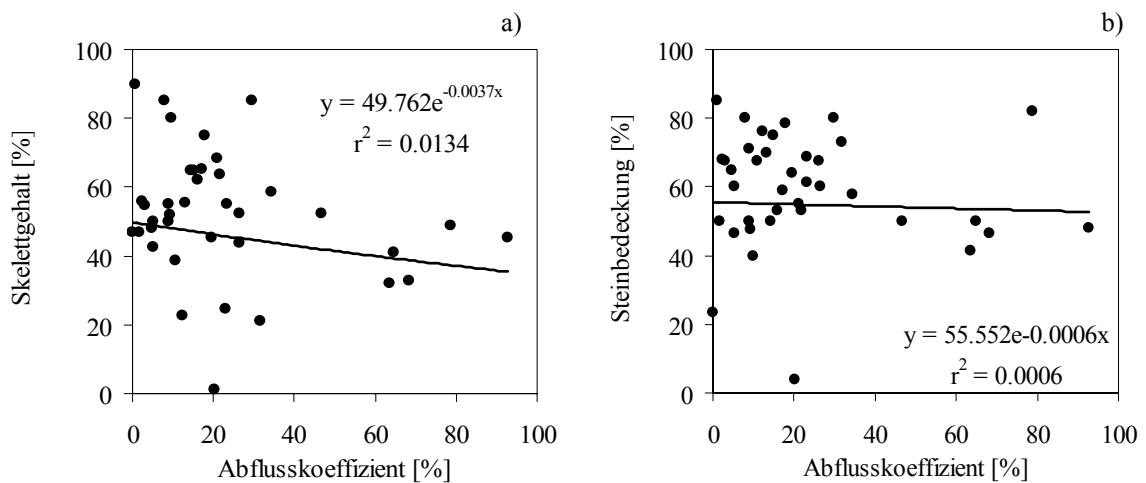 a)
Skelettgehalt [%]
100
80
60
40
20
0
y = 49.762e^-0.0037x
r^2 = 0.0134
0 20 40 60 80 100
Abflusskoeffizient [%]
b)
Steinbedeckung [%]
100
80
60
40
20
0
y = 55.552e-0.0006x
r^2 = 0.0006
0 20 40 60 80 100
Abflusskoeffizient [%]